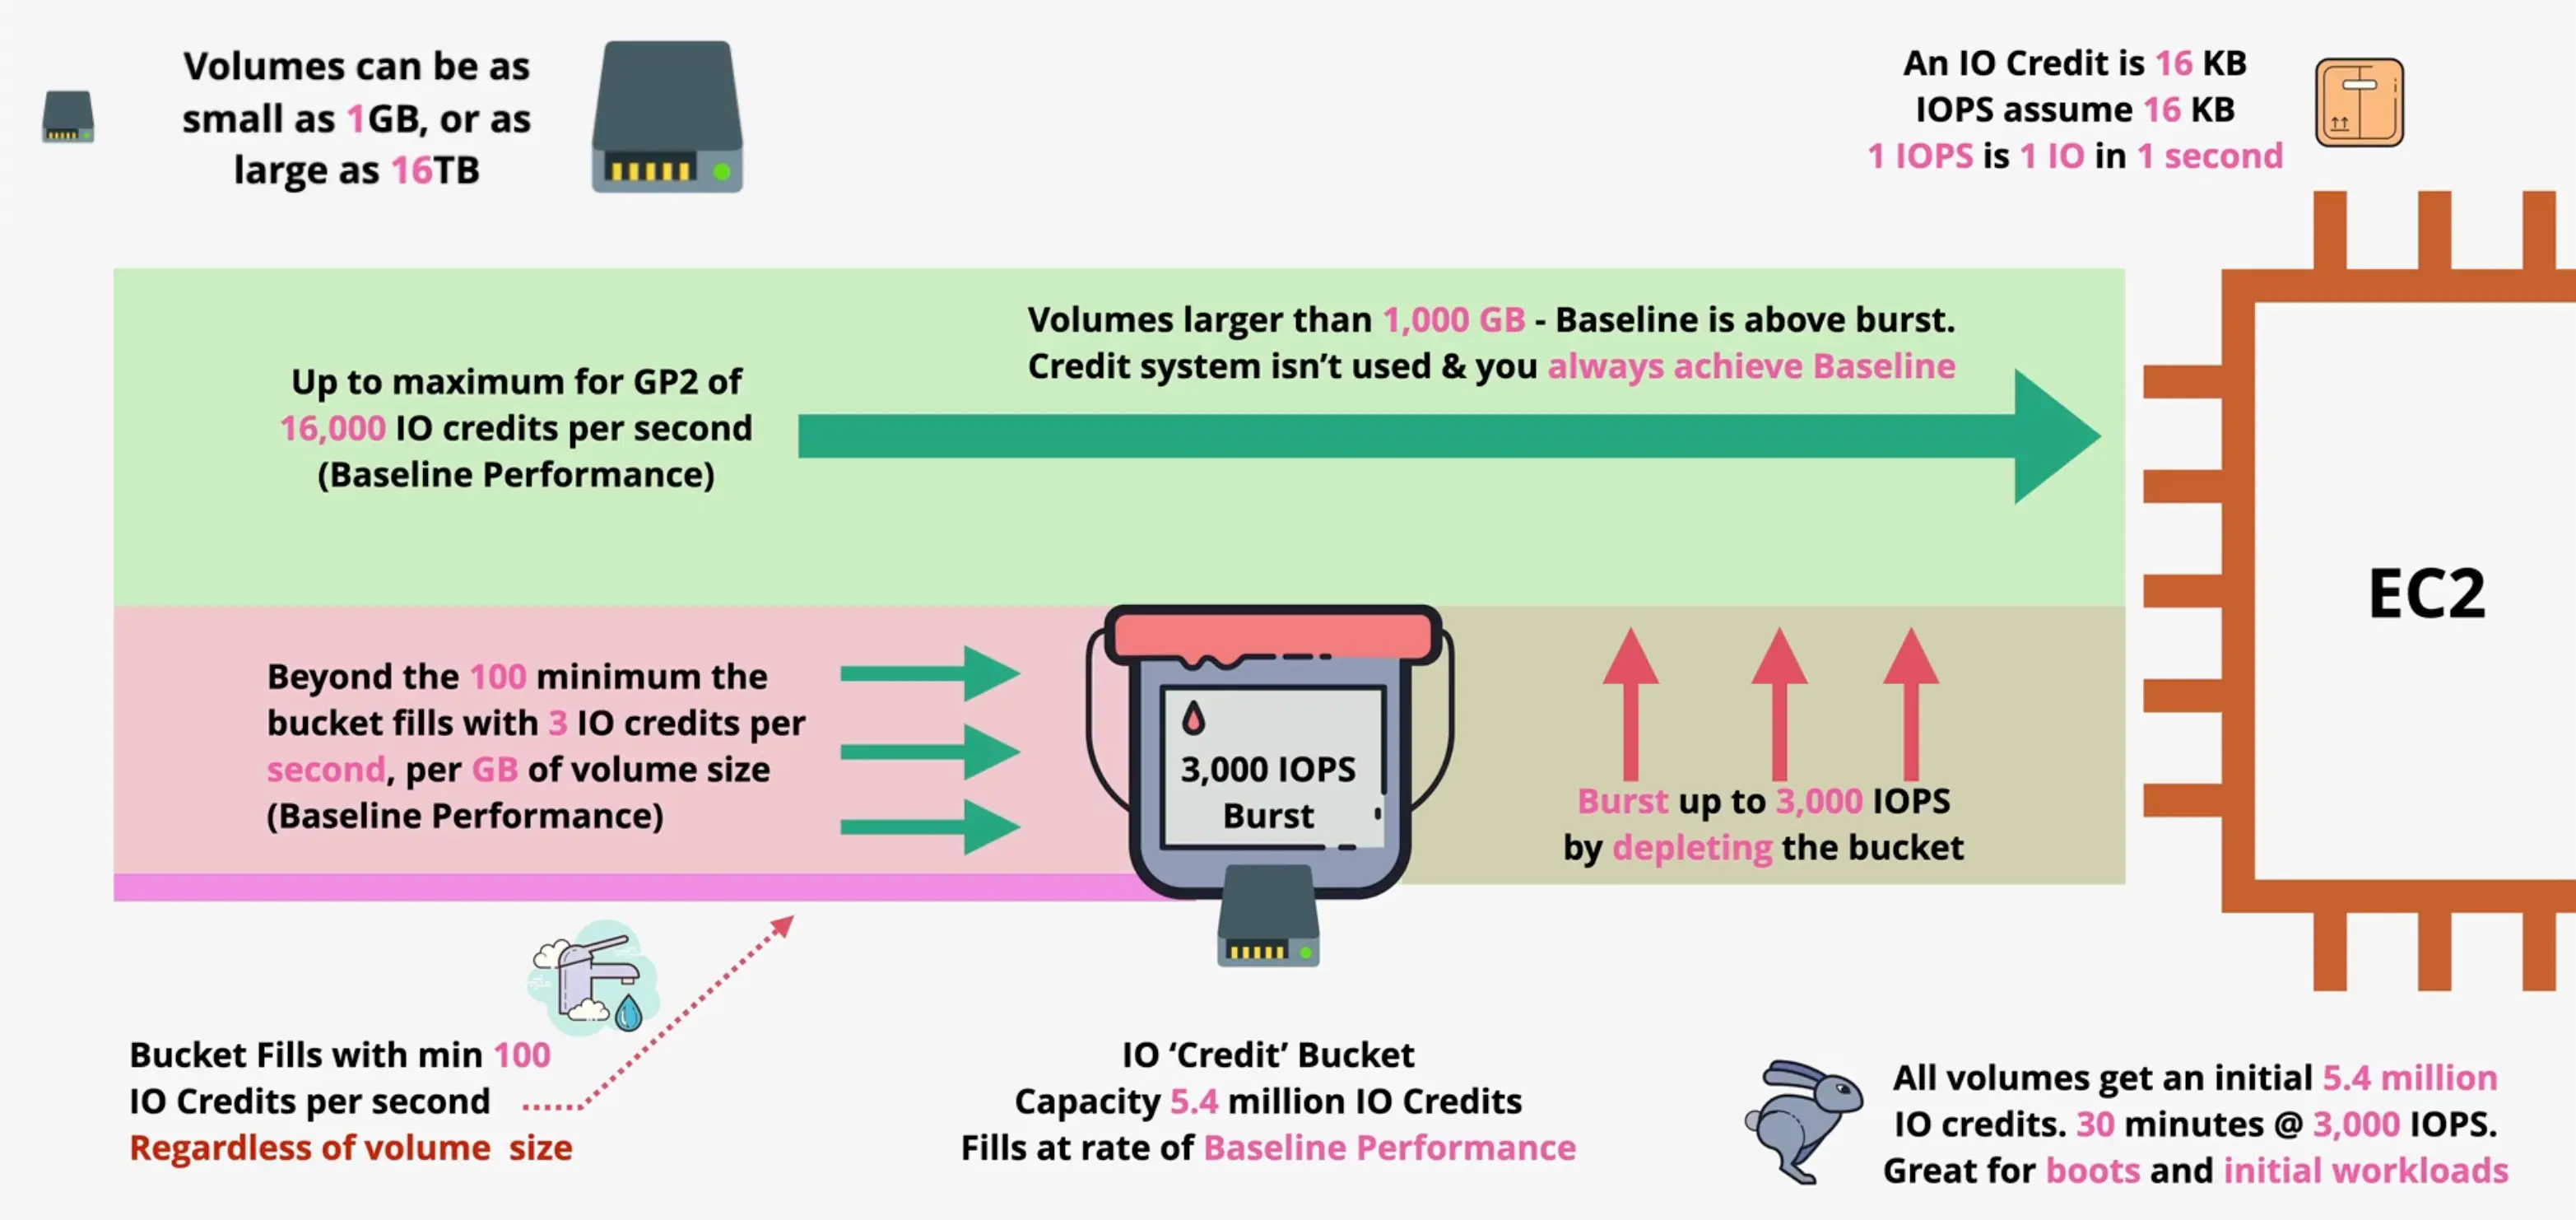 Volumes can be as
small as 1GB, or as
large as 16TB
An IO Credit is 16 KB
IOPS assume 16 KB
1 IOPS is 1 IO in 1 second
Volumes larger than 1,000 GB - Baseline is above burst.
Credit system isn't used & you always achieve Baseline
Up to maximum for GP2 of
16,000 IO credits per second
(Baseline Performance)
EC2
Beyond the 100 minimum the
bucket fills with 3 IO credits per
second, per GB of volume size
(Baseline Performance)
3,000 IOPS
Burst
Burst up to 3,000 IOPS
by depleting the bucket
Bucket Fills with min 100
IO Credits per second
Regardless of volume size
IO ‘Credit’ Bucket
Capacity 5.4 million IO Credits
Fills at rate of Baseline Performance
All volumes get an initial 5.4 million
IO credits. 30 minutes @ 3,000 IOPS.
Great for boots and initial workloads